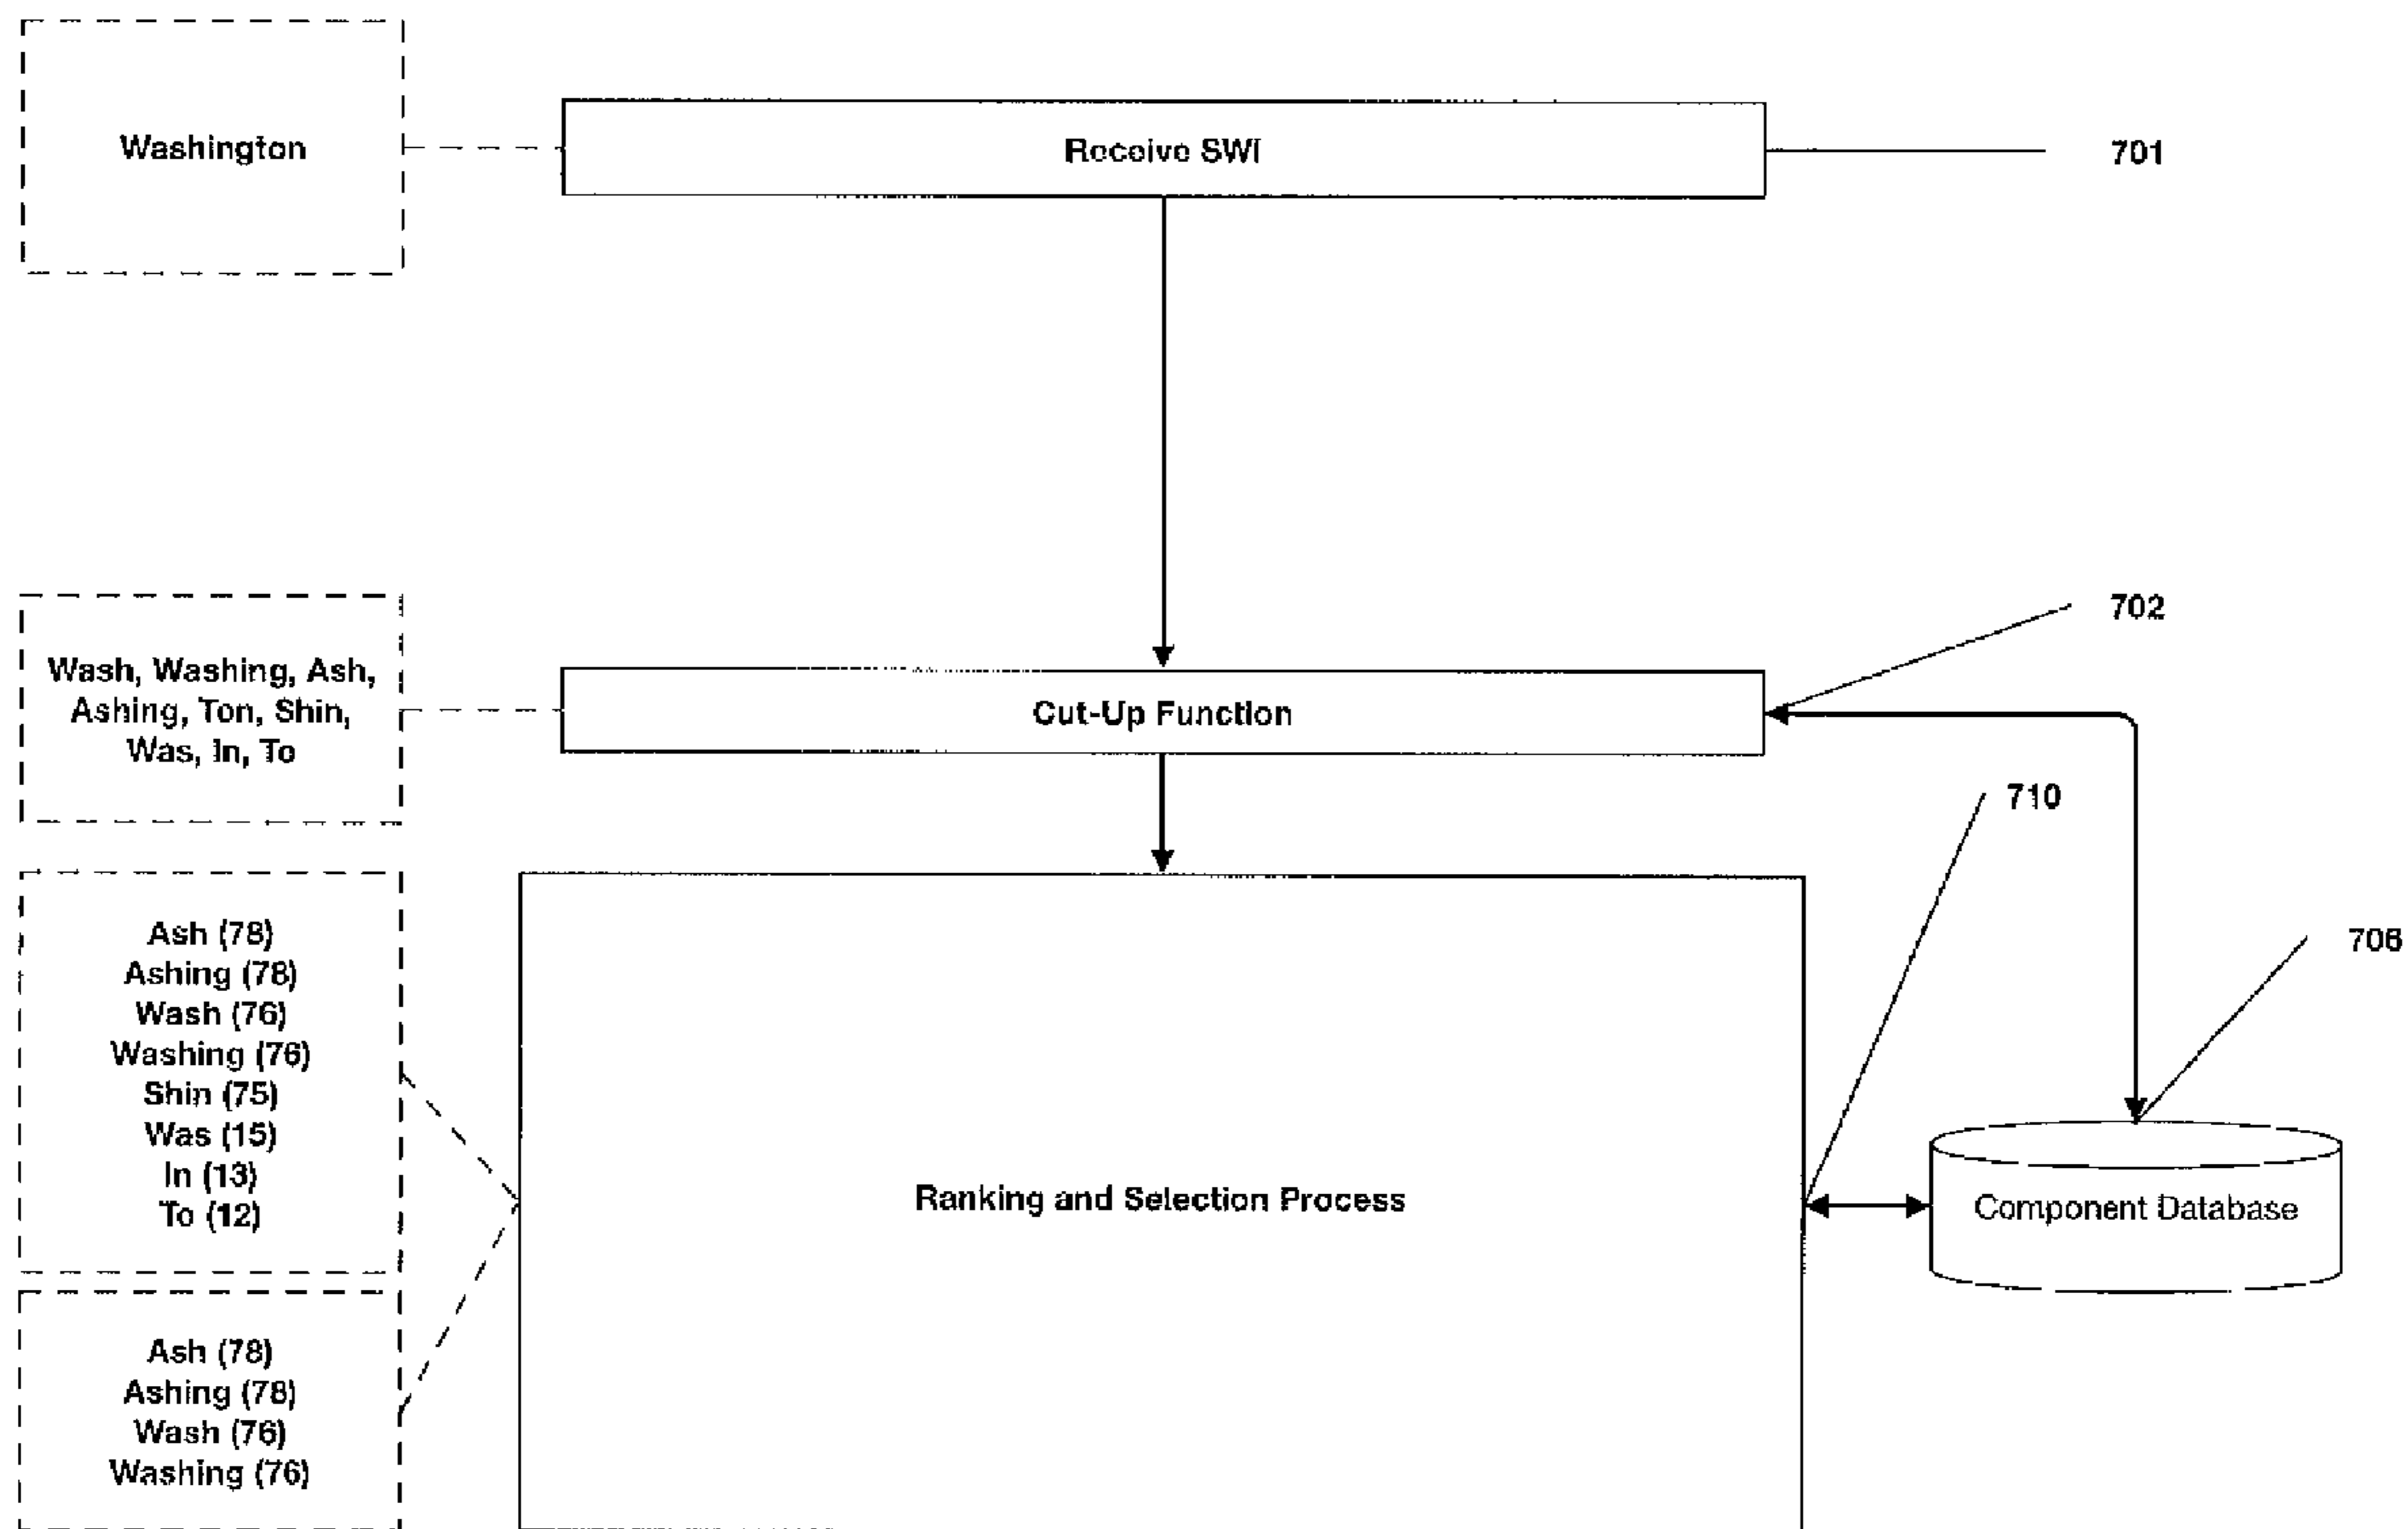 Washington
Receive SWI
701
702
Wash, Washing, Ash,
Ashing, Ton, Shin,
Was, In, To
Cut-Up Function
710
706
Ash (78)
Ashing (78)
Wash (76)
Washing (76)
Shin (75)
Was (15)
In (13)
To (12)
Ranking and Selection Process
Component Database
Ash (78)
Ashing (78)
Wash (76)
Washing (76)